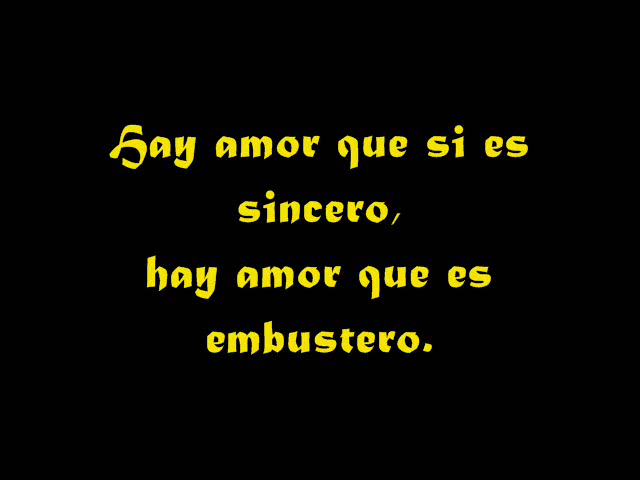 Hay amor que si es
sincero,
hay amor que es
embustero.